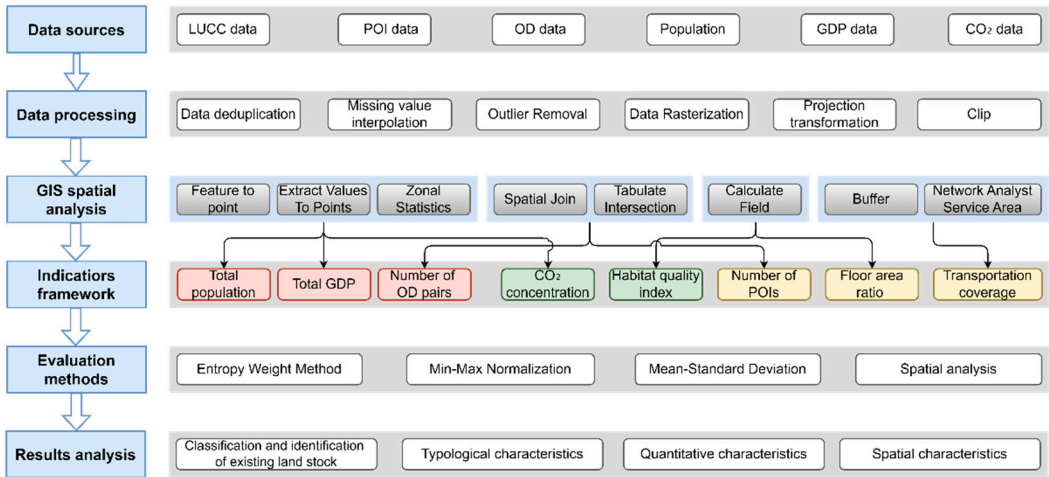 Data sources
LUCC data
POI data
OD data
Population
GDP data
CO₂ data
Data processing
Data deduplication
Missing value
interpolation
Outlier Removal
Data Rasterization
Projection
transformation
Clip
GIS spatial
analysis
Feature to
point
Extract Values
To Points
Zonal
Statistics
Spatial Join
Tabulate
Intersection
Calculate
Field
Buffer
Network Analyst
Service Area
Indicatiors
framework
Total
population
Total GDP
Number of
OD pairs
CO₂
concentration
Habitat quality
index
Number of
POIs
Floor area
ratio
Transportation
coverage
Evaluation
methods
Entropy Weight Method
Min-Max Normalization
Mean-Standard Deviation
Spatial analysis
Results analysis
Classification and identification
of existing land stock
Typological characteristics
Quantitative characteristics
Spatial characteristics